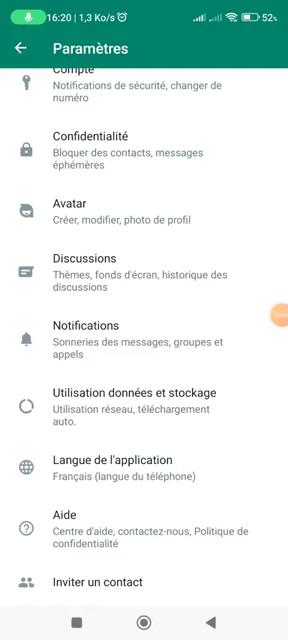 16:20 | 1,3 Ko/s
52%
Paramètres
Compte
Notifications de sécurité, changer de
numéro
Confidentialité
Bloquer des contacts, messages
éphémères
Avatar
Créer, modifier, photo de profil
Discussions
Thèmes, fonds d'écran, historique des
discussions
Notifications
Sonneries des messages, groupes et
appels
Utilisation données et stockage
Utilisation réseau, téléchargement
auto.
Langue de l'application
Français (langue du téléphone)
Aide
Centre d'aide, contactez-nous, Politique de
confidentialité
Inviter un contact